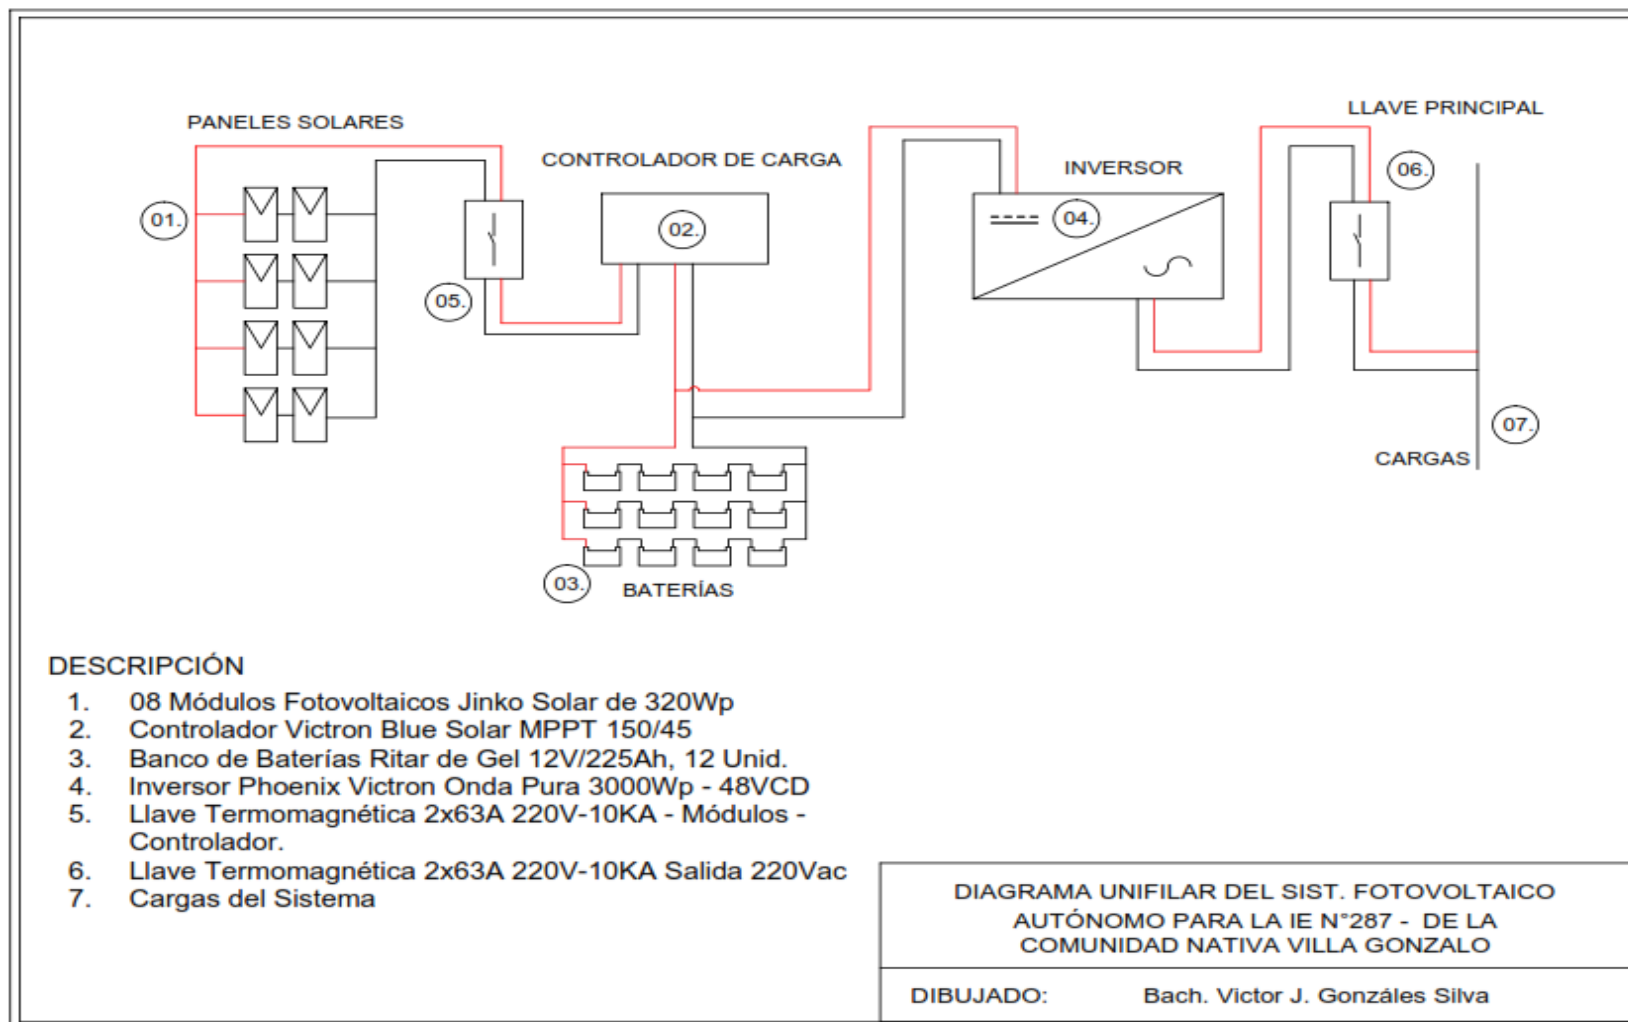 PANELES SOLARES
CONTROLADOR DE CARGA
INVERSOR
LLAVE PRINCIPAL
01.
02.
04.
06.
05.
07.
CARGAS
03.
BATERÍAS
DESCRIPCIÓN
1. 08 Módulos Fotovoltaicos Jinko Solar de 320Wp
2. Controlador Victron Blue Solar MPPT 150/45
3. Banco de Baterías Ritar de Gel 12V/225Ah, 12 Unid.
4. Inversor Phoenix Victron Onda Pura 3000Wp - 48VCD
5. Llave Termomagnética 2x63A 220V-10KA - Módulos -
Controlador.
6. Llave Termomagnética 2x63A 220V-10KA Salida 220Vac
7. Cargas del Sistema
DIAGRAMA UNIFILAR DEL SIST. FOTOVOLTAICO
AUTÓNOMO PARA LA IE N°287 - DE LA
COMUNIDAD NATIVA VILLA GONZALO
DIBUJADO: Bach. Victor J. Gonzáles Silva